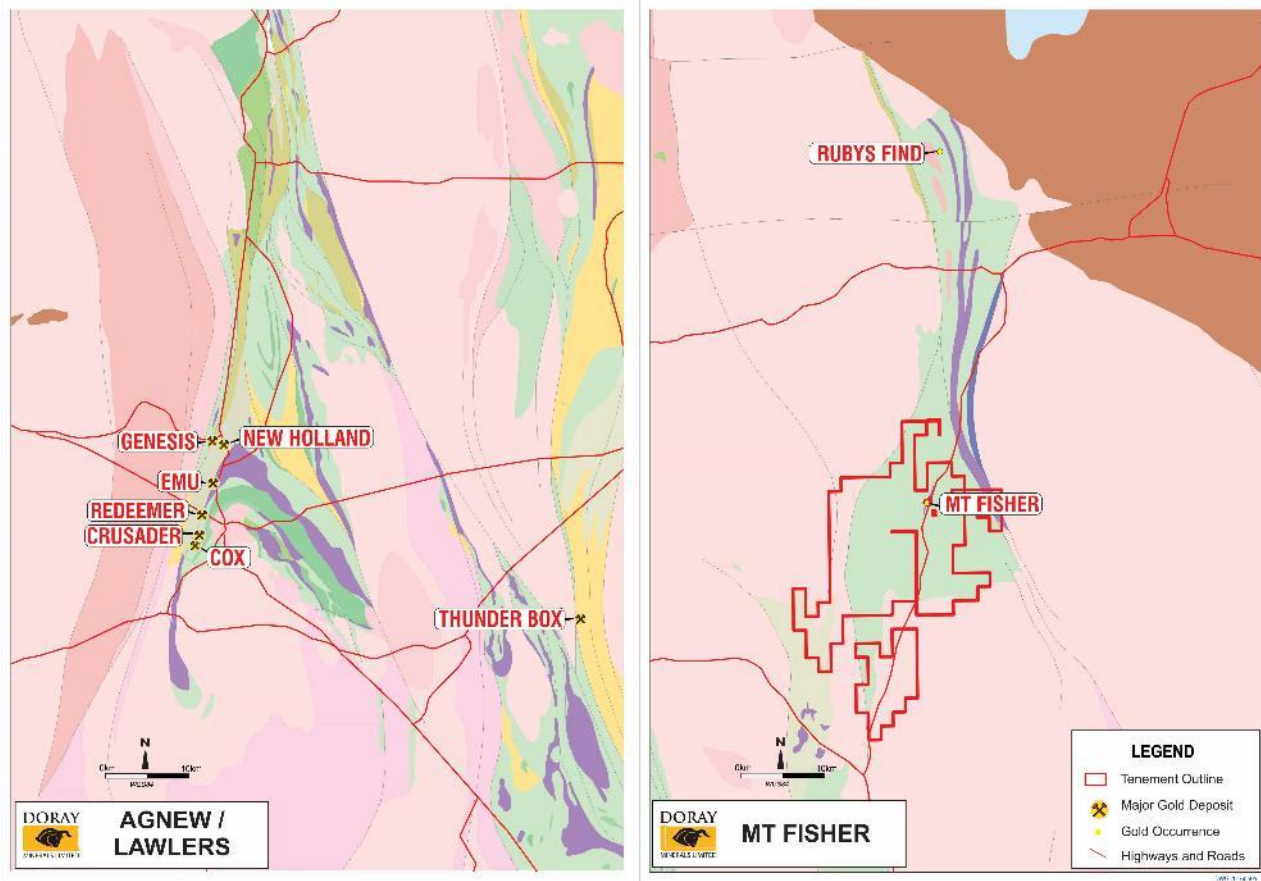 GENESIS
NEW HOLLAND
EMU
REDEEMER
CRUSADER
COX
THUNDER BOX
N
0km
10km
WGS84
DORAY
MINERALS LIMITED
AGNEW /
LAWLERS
RUBYS FIND
MT FISHER
N
0km
10km
WGS84
DORAY
MINERALS LIMITED
MT FISHER
LEGEND
Tenement Outline
Major Gold Deposit
Gold Occurrence
Highways and Roads